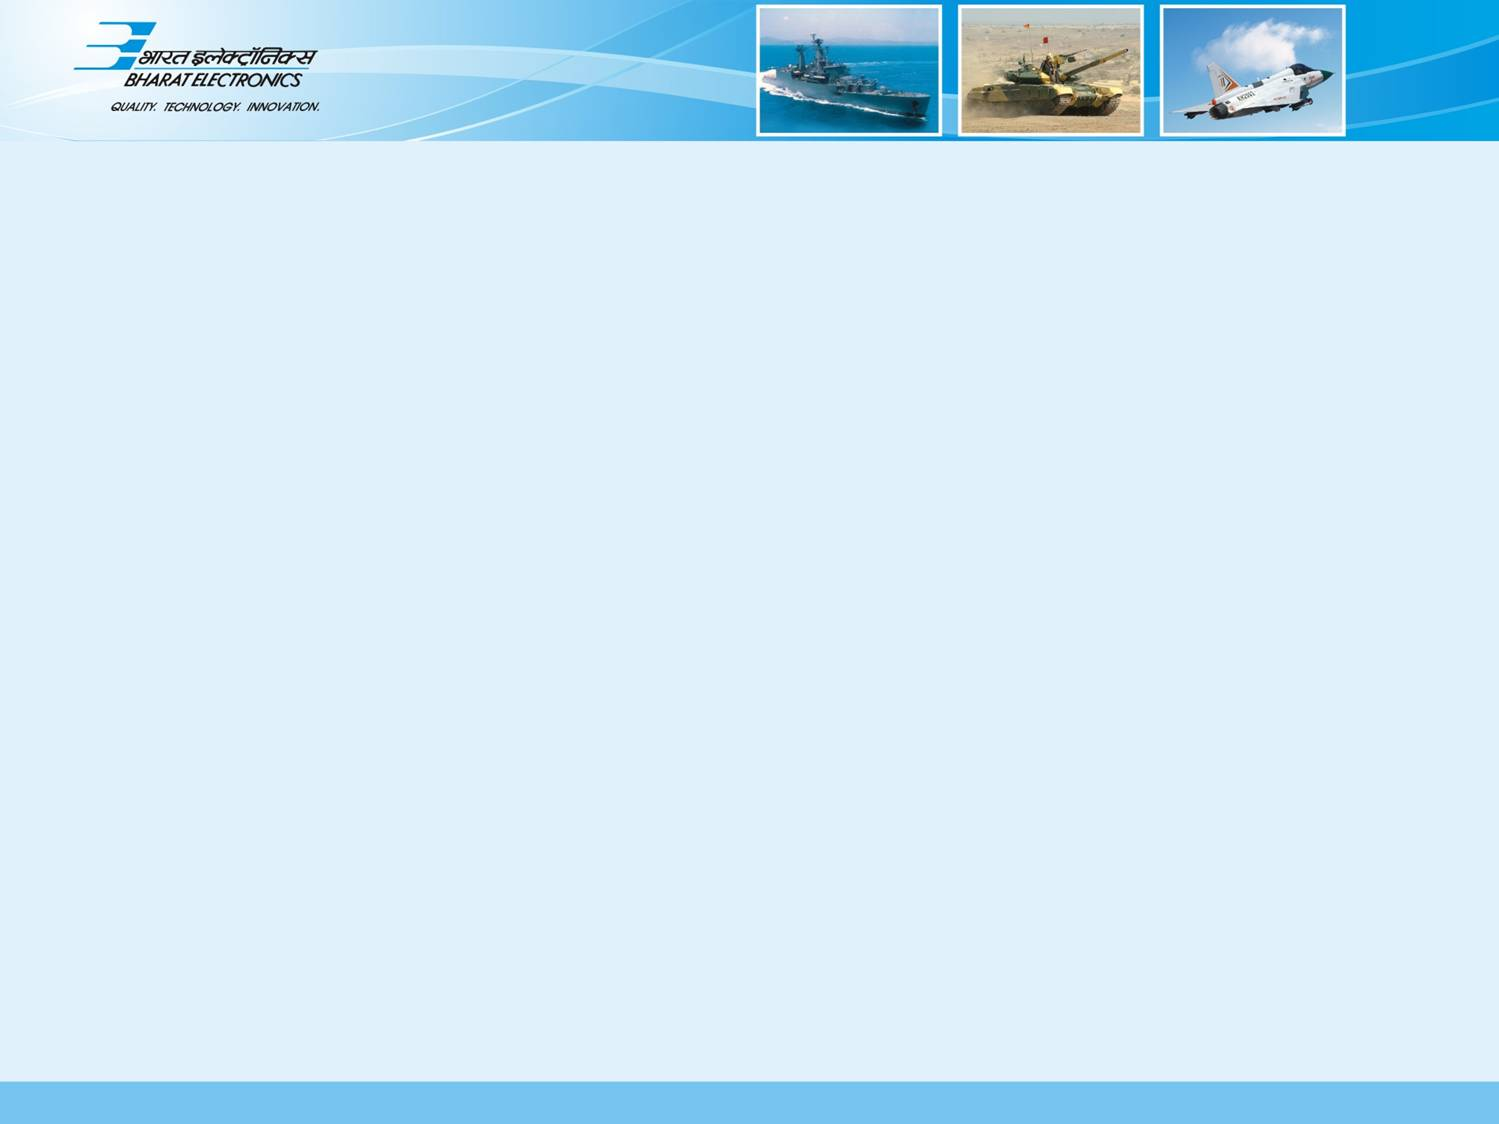 भारत इलेक्ट्रॉनिक्स
BHARAT ELECTRONICS
QUALITY. TECHNOLOGY. INNOVATION.